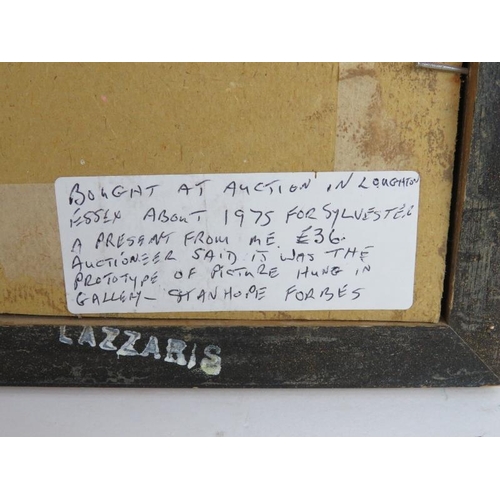 BOUGHT AT AUCTION IN LOUGHTON
ESSEX ABOUT 1975 FOR SYLVESTER
A PRESENT FROM ME £36.
AUCTIONEER SAID IT WAS THE
PROTOTYPE OF PICTURE HUNG IN
GALLERY - STANHOPE FORBES
LAZZARIS